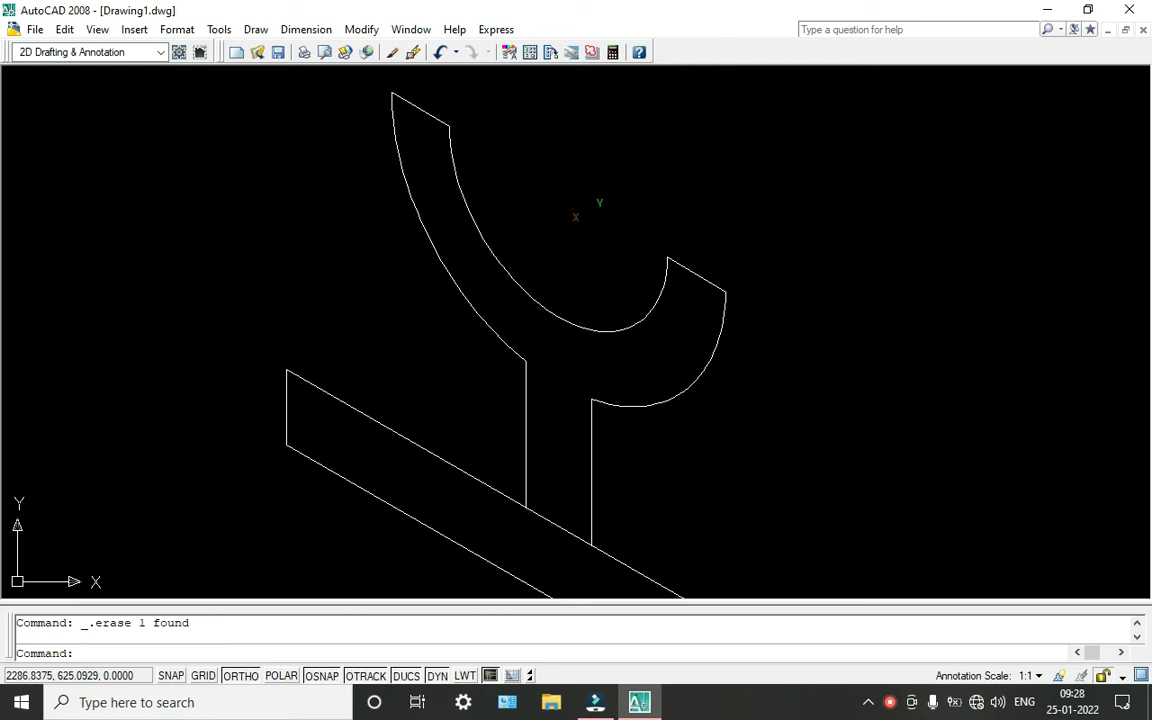 AutoCAD 2008 - [Drawing1.dwg]
File Edit View Insert Format Tools Draw Dimension Modify Window Help Express
Type a question for help
2D Drafting & Annotation
Y
X
Y
X
Command: _.erase 1 found
Command:
2286.8375, 625.0929, 0.0000 SNAP GRID ORTHO POLAR OSNAP OTRACK DUCS DYN LWT Annotation Scale: 1:1
Type here to search
ENG
09:28
25-01-2022